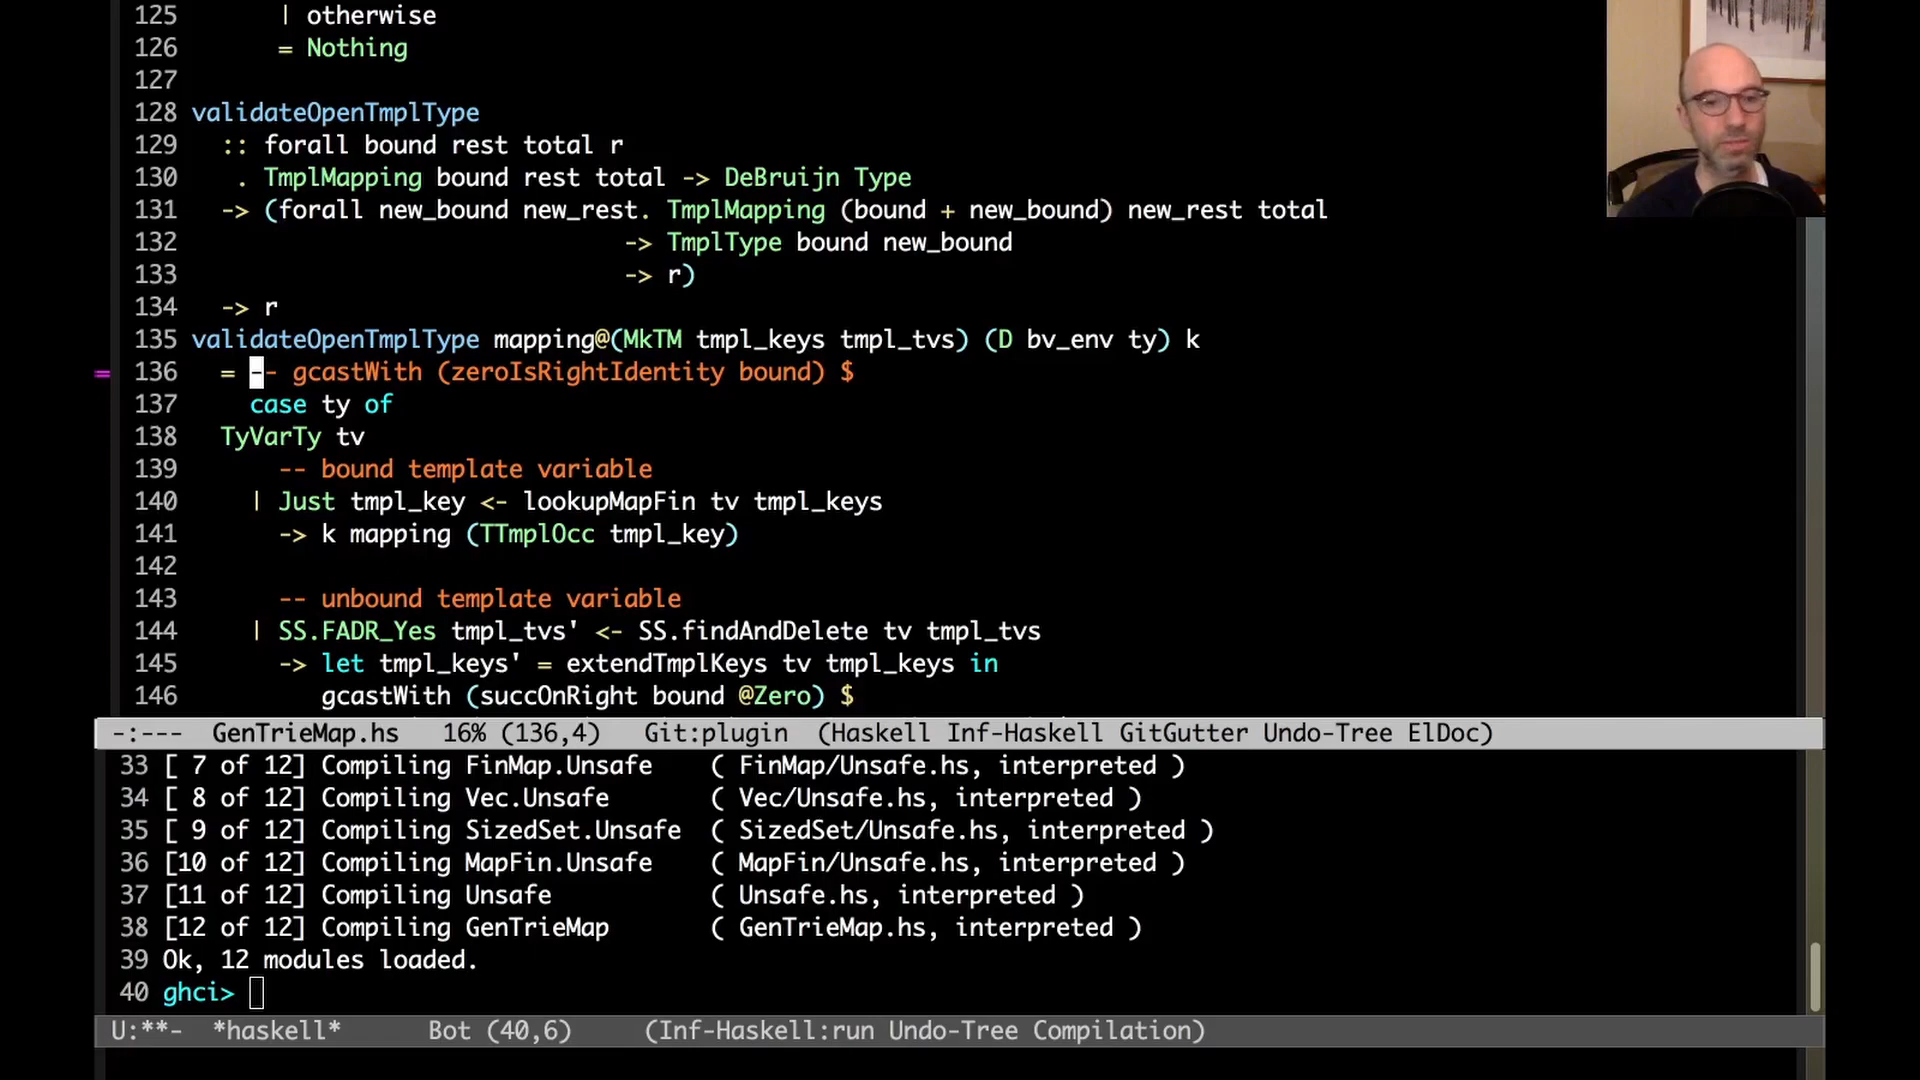 125 | otherwise
126 = Nothing
127
128 validateOpenTmplType
129 :: forall bound rest total r
130 . TmplMapping bound rest total -> DeBruijn Type
131 -> (forall new_bound new_rest. TmplMapping (bound + new_bound) new_rest total
132 -> TmplType bound new_bound
133 -> r)
134 -> r
135 validateOpenTmplType mapping@(MkTM tmpl_keys tmpl_tvs) (D bv_env ty) k
= 136 = -- gcastWith (zeroIsRightIdentity bound) $
137 case ty of
138 TyVarTy tv
139 -- bound template variable
140 | Just tmpl_key <- lookupMapFin tv tmpl_keys
141 -> k mapping (TTmplOcc tmpl_key)
142
143 -- unbound template variable
144 | SS.FADR_Yes tmpl_tvs' <- SS.findAndDelete tv tmpl_tvs
145 -> let tmpl_keys' = extendTmplKeys tv tmpl_keys in
146 gcastWith (succOnRight bound @Zero) $
-:--- GenTrieMap.hs 16% (136,4) Git:plugin (Haskell Inf-Haskell GitGutter Undo-Tree ElDoc)
33 [ 7 of 12] Compiling FinMap.Unsafe ( FinMap/Unsafe.hs, interpreted )
34 [ 8 of 12] Compiling Vec.Unsafe ( Vec/Unsafe.hs, interpreted )
35 [ 9 of 12] Compiling SizedSet.Unsafe ( SizedSet/Unsafe.hs, interpreted )
36 [10 of 12] Compiling MapFin.Unsafe ( MapFin/Unsafe.hs, interpreted )
37 [11 of 12] Compiling Unsafe ( Unsafe.hs, interpreted )
38 [12 of 12] Compiling GenTrieMap ( GenTrieMap.hs, interpreted )
39 Ok, 12 modules loaded.
40 ghci>
U:**- *haskell* Bot (40,6) (Inf-Haskell:run Undo-Tree Compilation)